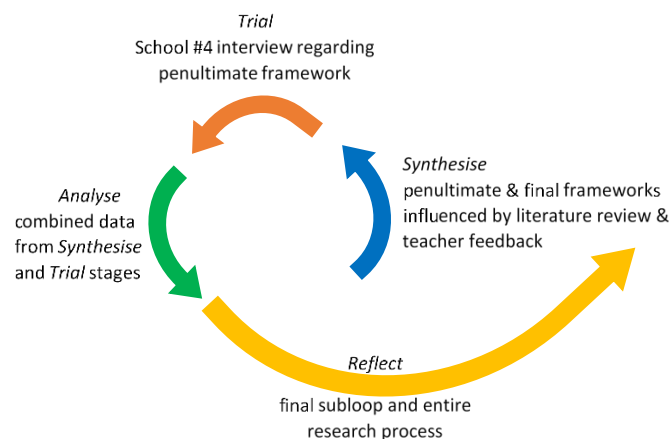 Trial
School #4 interview regarding
penultimate framework
Synthesise
penultimate & final frameworks
influenced by literature review &
teacher feedback
Analyse
combined data
from Synthesise
and Trial stages
Reflect
final subloop and entire
research process